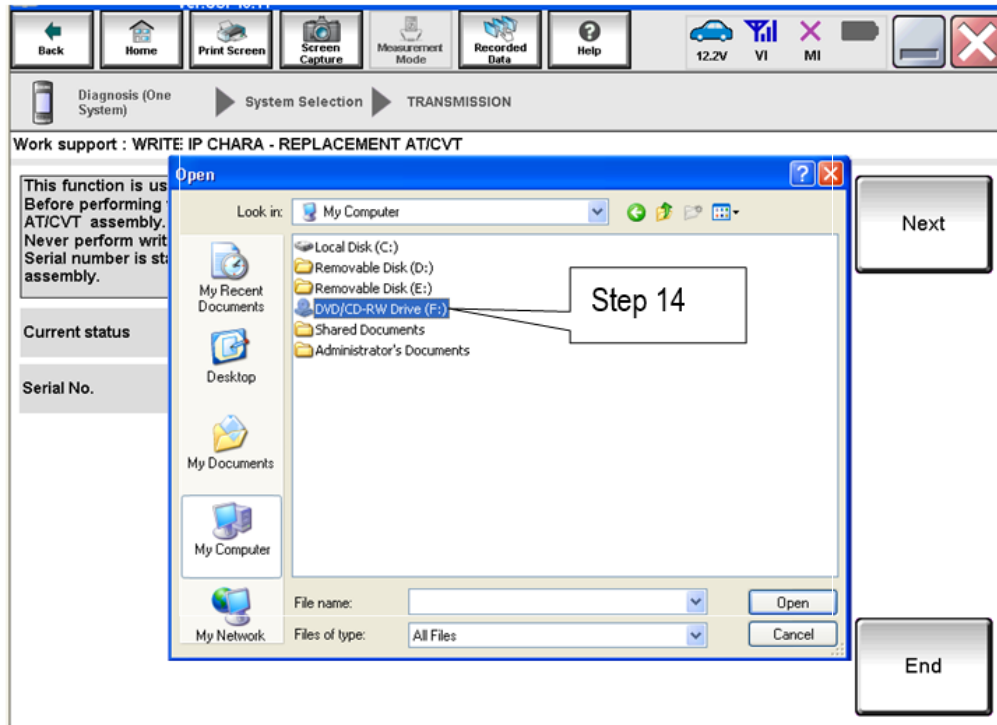 Back
Home
Print Screen
Screen
Capture
Measurement
Mode
Recorded
Data
Help
12.2V
VI
MI
Diagnosis (One
System)
System Selection
TRANSMISSION
Work support : WRITE IP CHARA - REPLACEMENT AT/CVT
This function is us
Before performing
AT/CVT assembly.
Never perform writ
Serial number is sta
assembly.
Current status
Serial No.
Open
Look in:
My Computer
My Recent
Documents
Desktop
My Documents
My Computer
My Network
Local Disk (C:)
Removable Disk (D:)
Removable Disk (E:)
DVD/CD-RW Drive (F:)
Shared Documents
Administrator's Documents
Step 14
File name:
Open
Files of type:
All Files
Cancel
Next
End